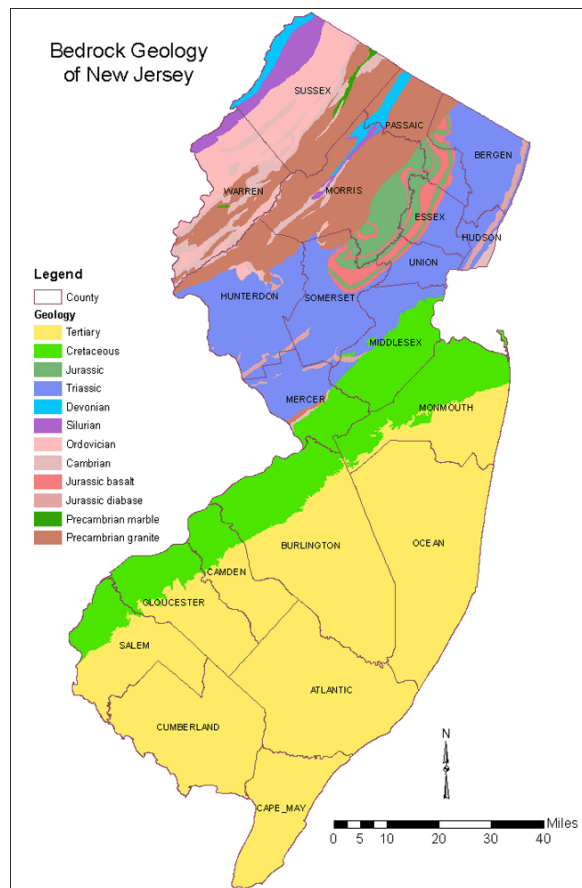 Bedrock Geology
of New Jersey
SUSSEX
PASSAIC
BERGEN
WARREN
MORRIS
ESSEX
HUDSON
UNION
HUNTERDON
SOMERSET
MIDDLESEX
MERCER
MONMOUTH
Legend
County
Geology
Tertiary
Cretaceous
Jurassic
Triassic
Devonian
Silurian
Ordovician
Cambrian
Jurassic basalt
Jurassic diabase
Precambrian marble
Precambrian granite
BURLINGTON
OCEAN
CAMDEN
GLOUCESTER
SALEM
ATLANTIC
CUMBERLAND
CAPE_MAY
N
Miles
0 5 10 20 30 40